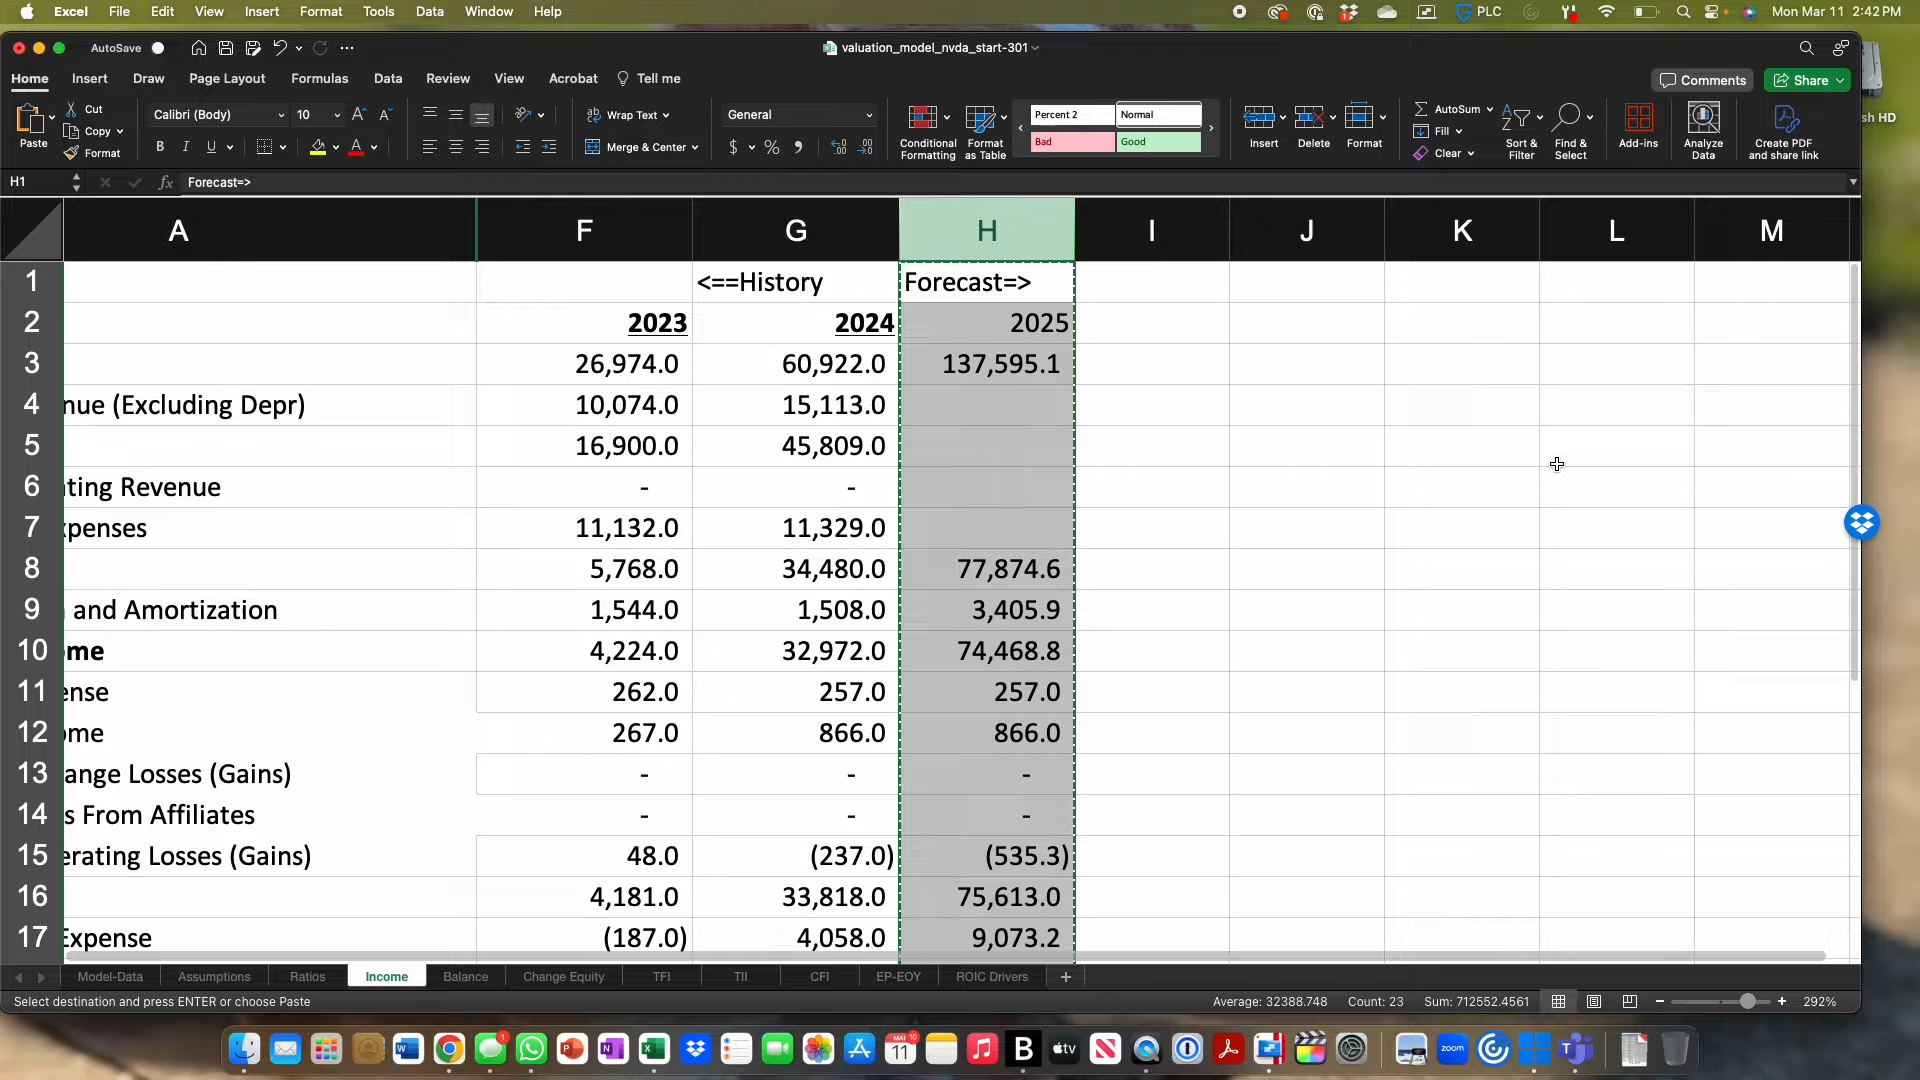 Excel File Edit View Insert Format Tools Data Window Help PLC Mon Mar 11 2:42 PM
AutoSave valuation_model_nvda_start-301
Home Insert Draw Page Layout Formulas Data Review View Acrobat Tell me Comments Share
Paste Cut Copy Format
Calibri (Body) 10
B I U
Wrap Text
Merge & Center
General
$ %
Conditional Formatting
Format as Table
Percent 2 Normal
Bad Good
Insert Delete Format
AutoSum
Fill
Clear
Sort & Filter
Find & Select
Add-ins
Analyze Data
Create PDF and share link
sh HD
H1 fx Forecast=>
A F G H I J K L M
1 <==History Forecast=>
2 2023 2024 2025
3 26,974.0 60,922.0 137,595.1
4 nue (Excluding Depr) 10,074.0 15,113.0
5 16,900.0 45,809.0
6 ting Revenue - -
7 xpenses 11,132.0 11,329.0
8 5,768.0 34,480.0 77,874.6
9 and Amortization 1,544.0 1,508.0 3,405.9
10 me 4,224.0 32,972.0 74,468.8
11 ense 262.0 257.0 257.0
12 ome 267.0 866.0 866.0
13 ange Losses (Gains) - - -
14 s From Affiliates - - -
15 erating Losses (Gains) 48.0 (237.0) (535.3)
16 4,181.0 33,818.0 75,613.0
17 Expense (187.0) 4,058.0 9,073.2
Model-Data Assumptions Ratios Income Balance Change Equity TFI TII CFI EP-EOY ROIC Drivers +
Select destination and press ENTER or choose Paste Average: 32388.748 Count: 23 Sum: 712552.4561 292%
MAR 11 tv zoom